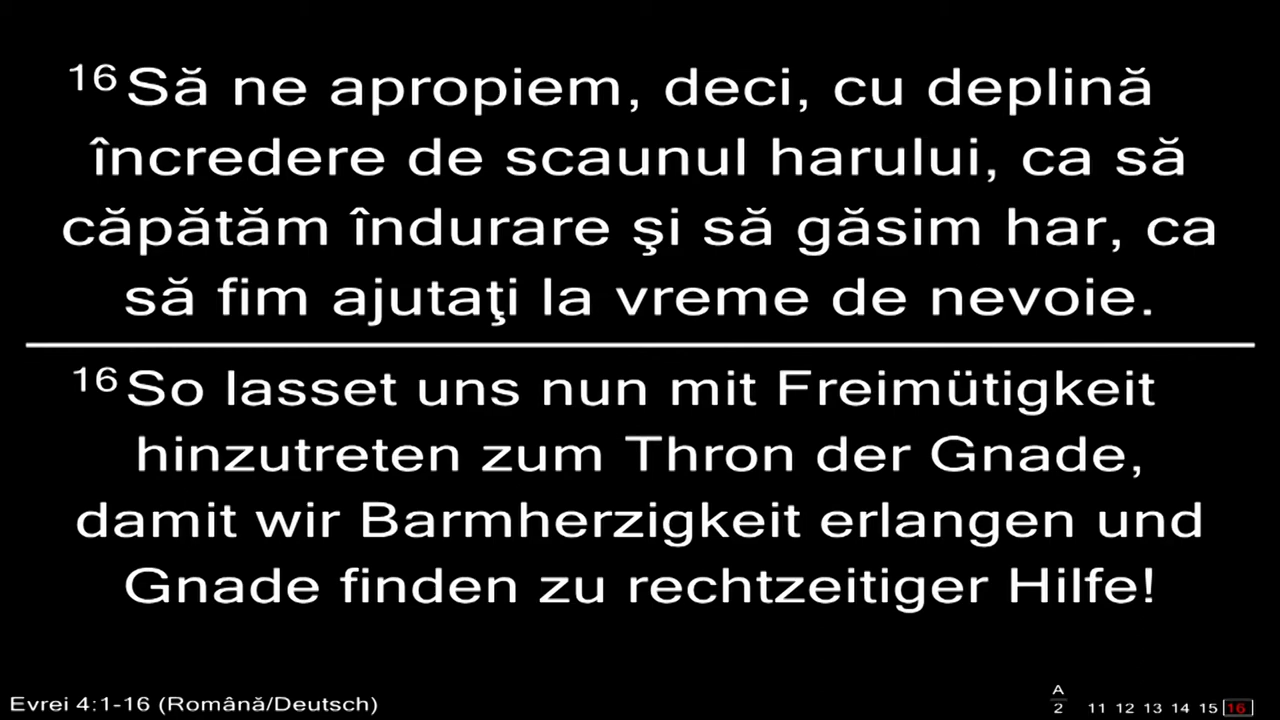 16 Să ne apropiem, deci, cu deplină
încredere de scaunul harului, ca să
căpătăm îndurare şi să găsim har, ca
să fim ajutaţi la vreme de nevoie.
16 So lasset uns nun mit Freimütigkeit
hinzutreten zum Thron der Gnade,
damit wir Barmherzigkeit erlangen und
Gnade finden zu rechtzeitiger Hilfe!
Evrei 4:1-16 (Română/Deutsch)
A
2 11 12 13 14 15 16